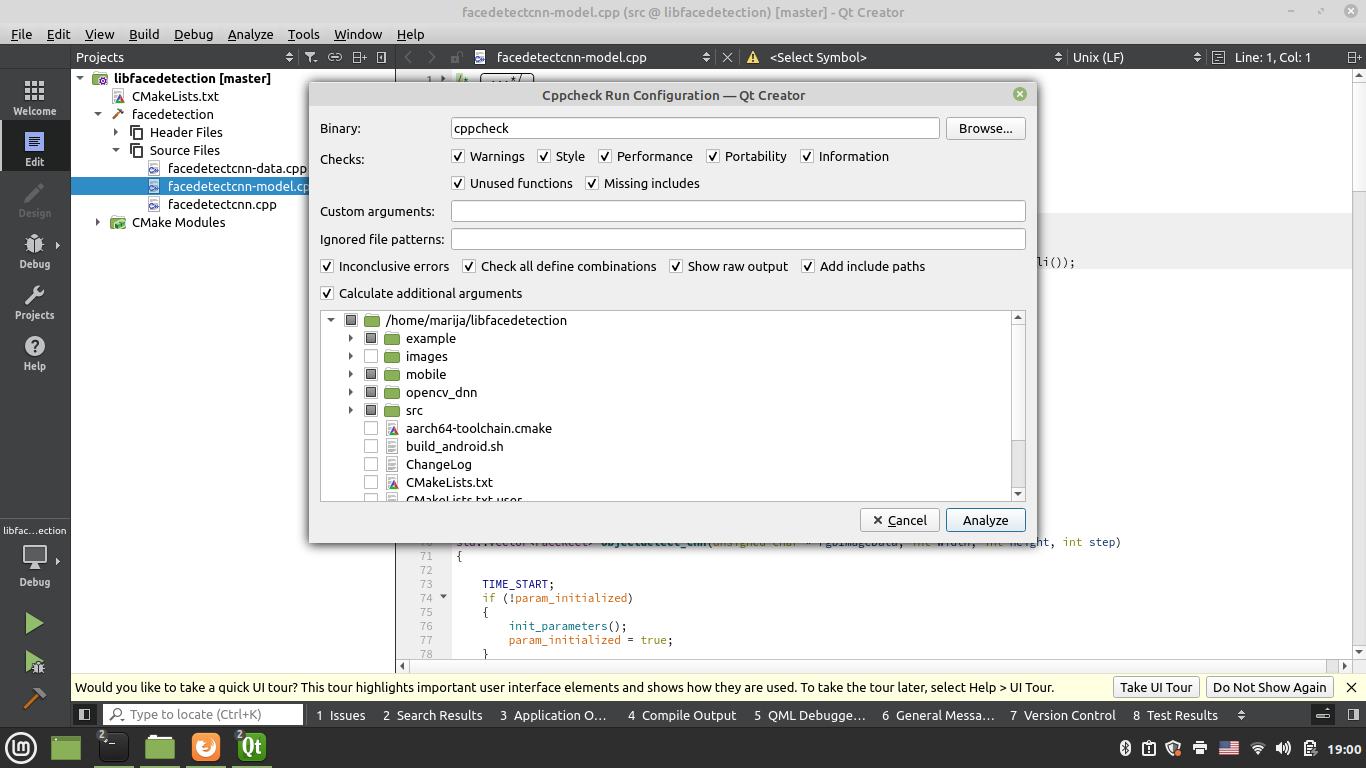 facedetectcnn-model.cpp (src @ libfacedetection) [master] - Qt Creator
File Edit View Build Debug Analyze Tools Window Help
Projects facedetectcnn-model.cpp <Select Symbol> Unix (LF) Line: 1, Col: 1
libfacedetection [master]
CMakeLists.txt
facedetection
Header Files
Source Files
facedetectcnn-data.cpp
facedetectcnn-model.cp
facedetectcnn.cpp
CMake Modules
Welcome
Edit
Design
Debug
Projects
Help
libfac...ection
Debug
1 /* ...*/
Cppcheck Run Configuration — Qt Creator
Binary: cppcheck Browse...
Checks: Warnings Style Performance Portability Information
Unused functions Missing includes
Custom arguments:
Ignored file patterns:
Inconclusive errors Check all define combinations Show raw output Add include paths
li());
Calculate additional arguments
/home/marija/libfacedetection
example
images
mobile
opencv_dnn
src
aarch64-toolchain.cmake
build_android.sh
ChangeLog
CMakeLists.txt
CMakeLists.txt.user
Cancel Analyze
step)
71 {
72
73 TIME_START;
74 if (!param_initialized)
75 {
76 init_parameters();
77 param_initialized = true;
78 }
Would you like to take a quick UI tour? This tour highlights important user interface elements and shows how they are used. To take the tour later, select Help > UI Tour. Take UI Tour Do Not Show Again
Type to locate (Ctrl+K) 1 Issues 2 Search Results 3 Application O... 4 Compile Output 5 QML Debugge... 6 General Messa... 7 Version Control 8 Test Results
2 2 Qt 19:00